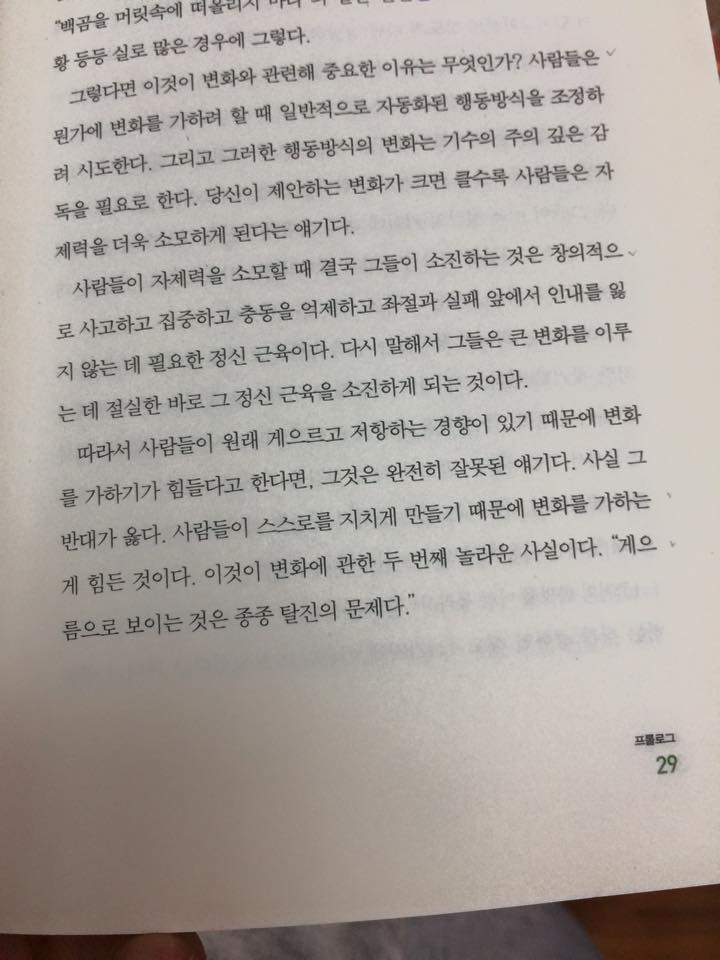 "백곰을 머릿속에 떠올리지 마라"
황 등등 실로 많은 경우에 그렇다.
그렇다면 이것이 변화와 관련해 중요한 이유는 무엇인가? 사람들은
뭔가에 변화를 가하려 할 때 일반적으로 자동화된 행동방식을 조정하
려 시도한다. 그리고 그러한 행동방식의 변화는 기수의 주의 깊은 감
독을 필요로 한다. 당신이 제안하는 변화가 크면 클수록 사람들은 자
제력을 더욱 소모하게 된다는 얘기다.
사람들이 자제력을 소모할 때 결국 그들이 소진하는 것은 창의적으
로 사고하고 집중하고 충동을 억제하고 좌절과 실패 앞에서 인내를 잃
지 않는 데 필요한 정신 근육이다. 다시 말해서 그들은 큰 변화를 이루
는 데 절실한 바로 그 정신 근육을 소진하게 되는 것이다.
따라서 사람들이 원래 게으르고 저항하는 경향이 있기 때문에 변화
를 가하기가 힘들다고 한다면, 그것은 완전히 잘못된 얘기다. 사실 그
반대가 옳다. 사람들이 스스로를 지치게 만들기 때문에 변화를 가하는
게 힘든 것이다. 이것이 변화에 관한 두 번째 놀라운 사실이다. "게으
름으로 보이는 것은 종종 탈진의 문제다."
프롤로그
29